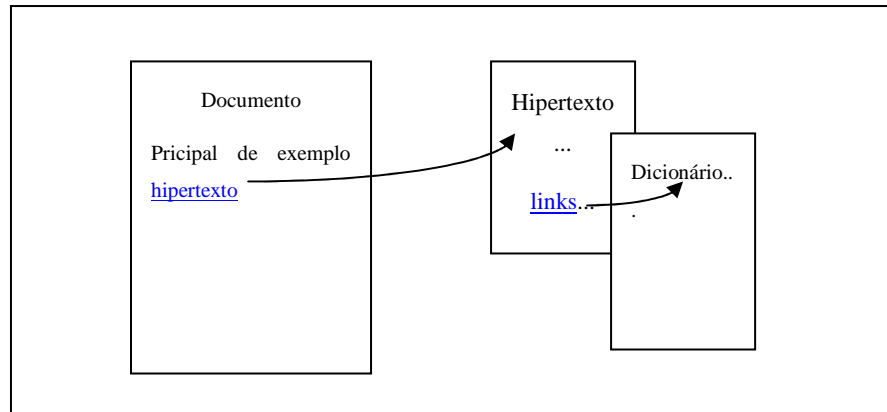 Documento
Pricipal de exemplo
hipertexto
Hipertexto
...
links...
Dicionário..
.